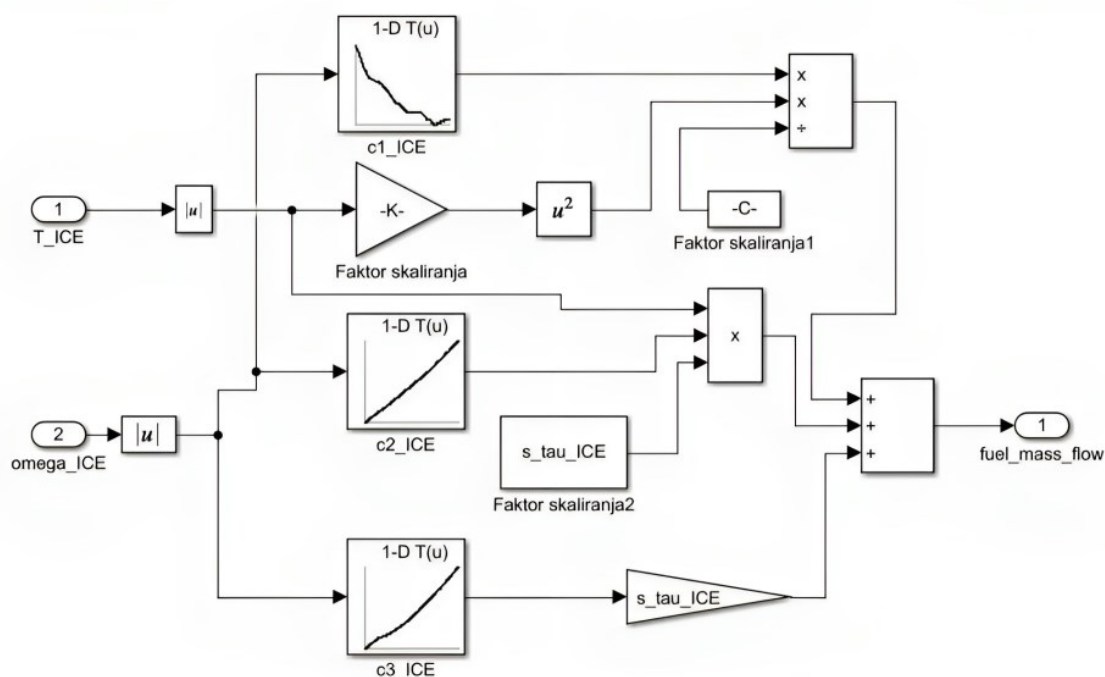 1-D T(u)
c1_ICE
x
x
÷
1
T_ICE
|u|
-K-
Faktor skaliranja
u²
-C-
Faktor skaliranja1
1-D T(u)
c2_ICE
x
2
omega_ICE
|u|
s_tau_ICE
Faktor skaliranja2
+
+
+
1
fuel_mass_flow
1-D T(u)
c3_ICE
s_tau_ICE